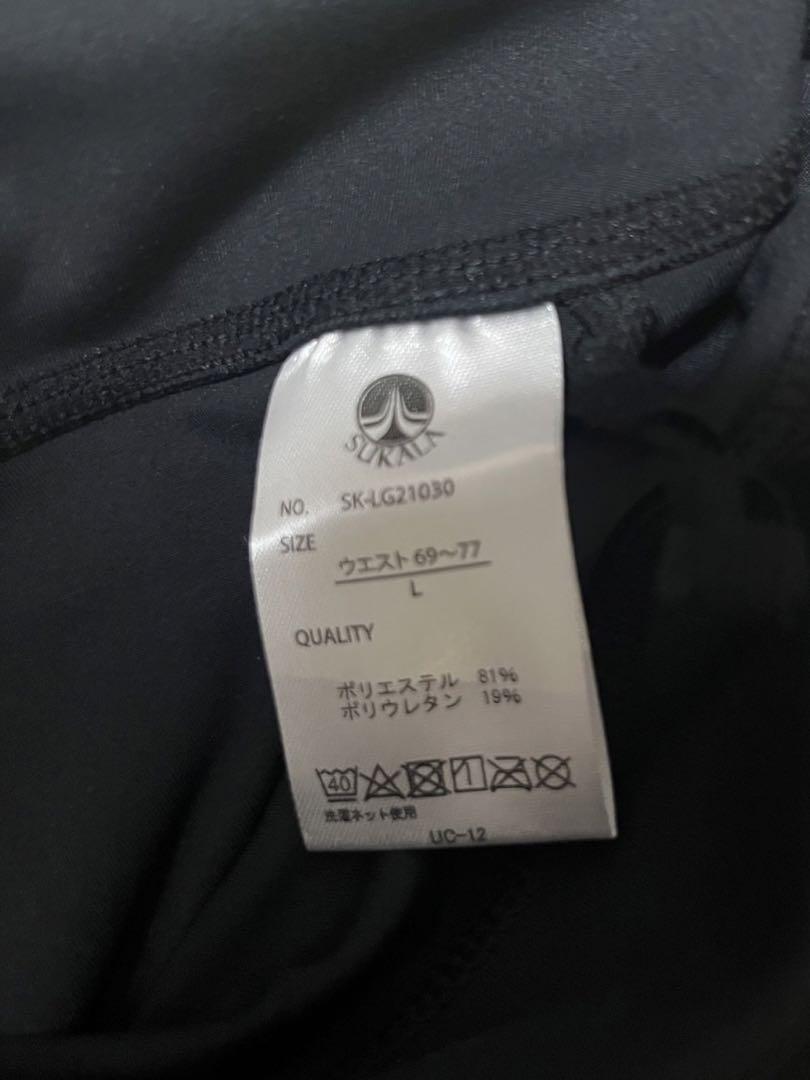 SUKALA
NO. SK-LG21030
SIZE
ウエスト 69〜77
L
QUALITY
ポリエステル 81%
ポリウレタン 19%
40
洗濯ネット使用
UC-12